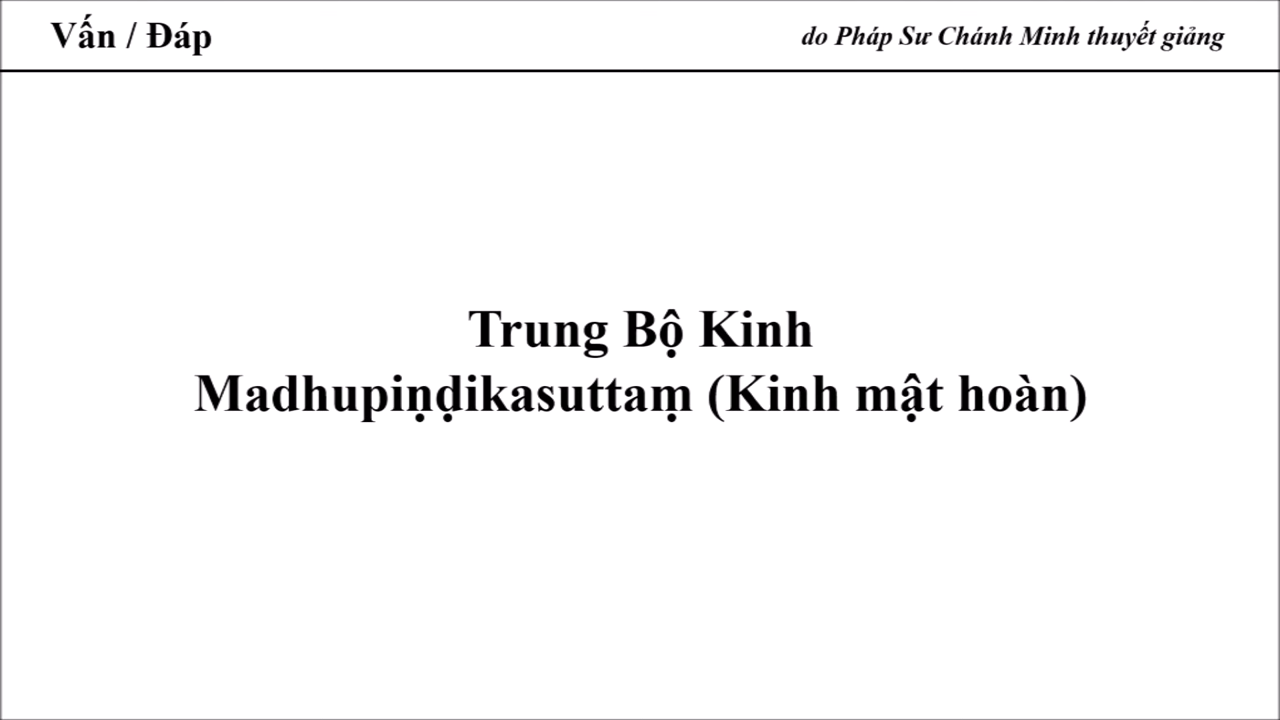 Vấn / Đáp
do Pháp Sư Chánh Minh thuyết giảng
Trung Bộ Kinh
Madhupiṇḍikasuttaṃ (Kinh mật hoàn)